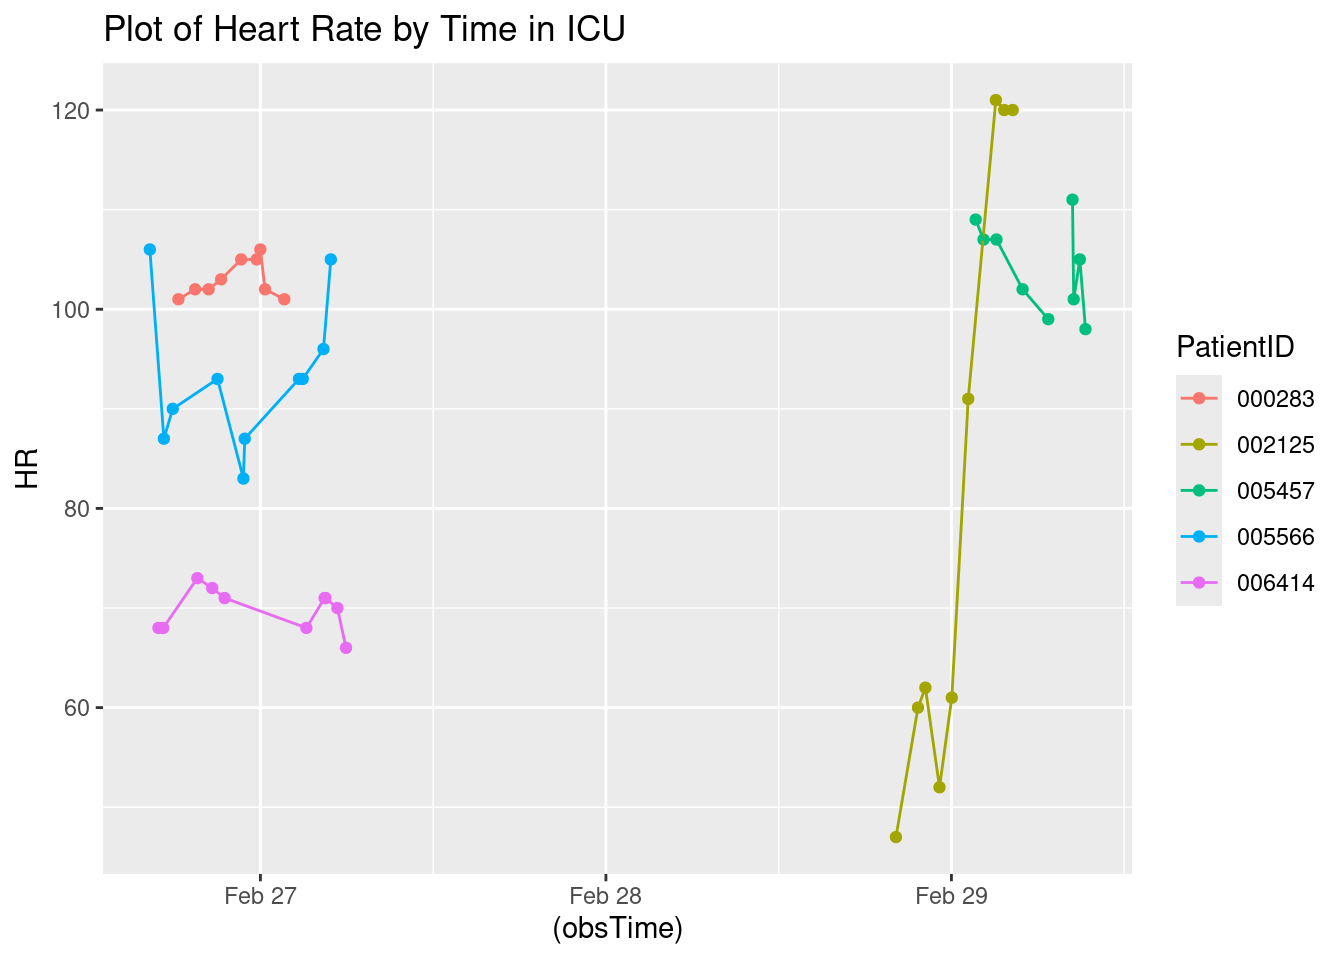 Plot of Heart Rate by Time in ICU
120
100
80
60
HR
Feb 27
Feb 28
Feb 29
(obsTime)
PatientID
000283
002125
005457
005566
006414